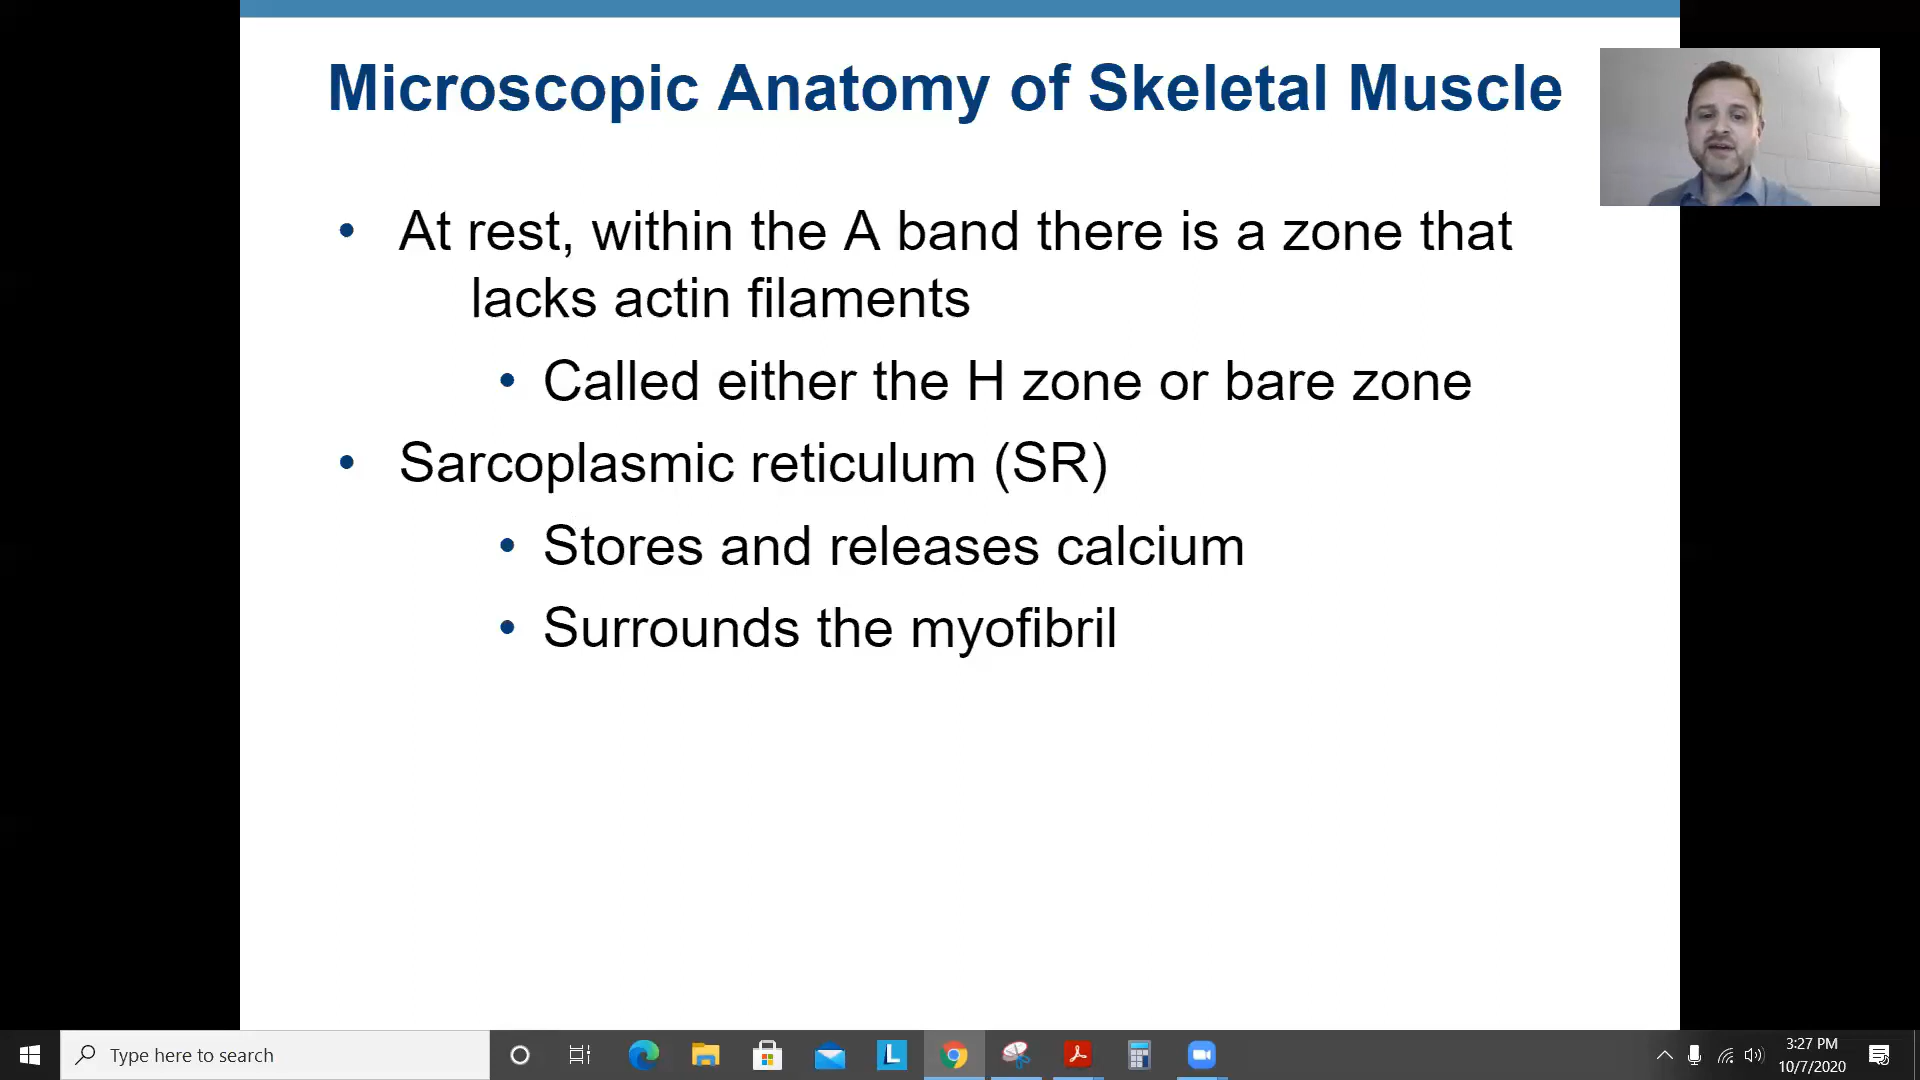 Microscopic Anatomy of Skeletal Muscle
• At rest, within the A band there is a zone that
lacks actin filaments
• Called either the H zone or bare zone
• Sarcoplasmic reticulum (SR)
• Stores and releases calcium
• Surrounds the myofibril
Type here to search
L
3:27 PM
10/7/2020